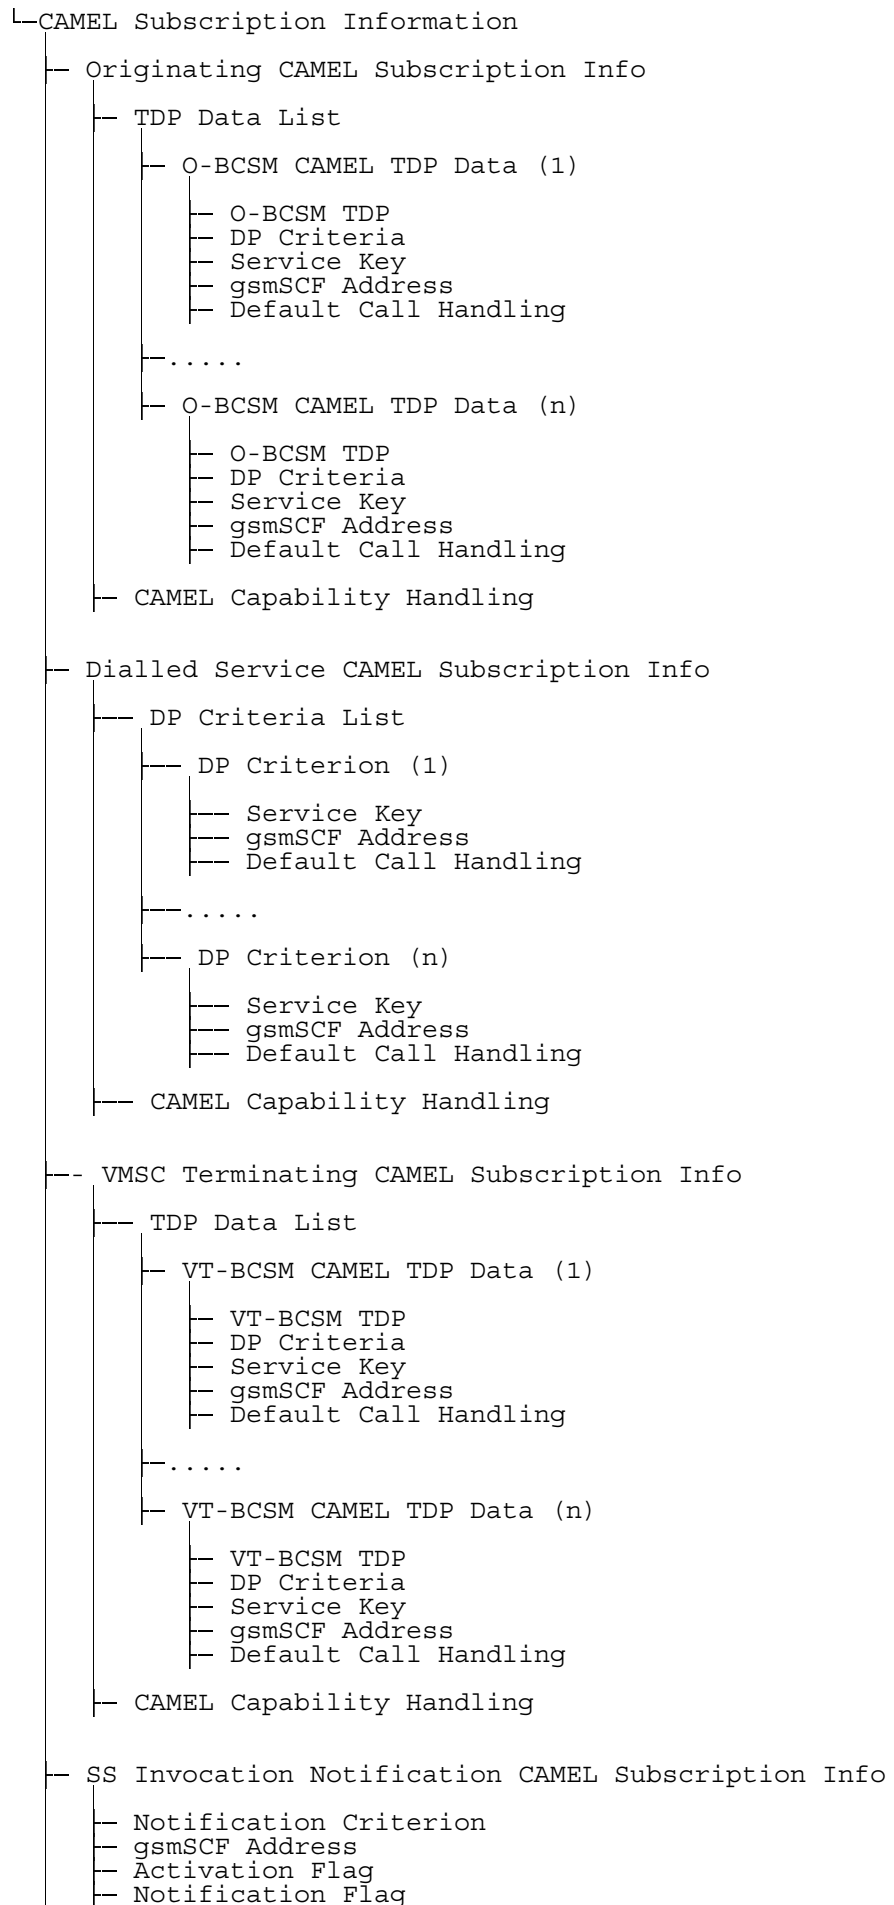 CAMEL Subscription Information
Originating CAMEL Subscription Info
TDP Data List
O-BCSM CAMEL TDP Data (1)
O-BCSM TDP
DP Criteria
Service Key
gsmSCF Address
Default Call Handling
.....
O-BCSM CAMEL TDP Data (n)
O-BCSM TDP
DP Criteria
Service Key
gsmSCF Address
Default Call Handling
CAMEL Capability Handling
Dialled Service CAMEL Subscription Info
DP Criteria List
DP Criterion (1)
Service Key
gsmSCF Address
Default Call Handling
.....
DP Criterion (n)
Service Key
gsmSCF Address
Default Call Handling
CAMEL Capability Handling
- VMSC Terminating CAMEL Subscription Info
TDP Data List
VT-BCSM CAMEL TDP Data (1)
VT-BCSM TDP
DP Criteria
Service Key
gsmSCF Address
Default Call Handling
.....
VT-BCSM CAMEL TDP Data (n)
VT-BCSM TDP
DP Criteria
Service Key
gsmSCF Address
Default Call Handling
CAMEL Capability Handling
SS Invocation Notification CAMEL Subscription Info
Notification Criterion
gsmSCF Address
Activation Flag
Notification Flag